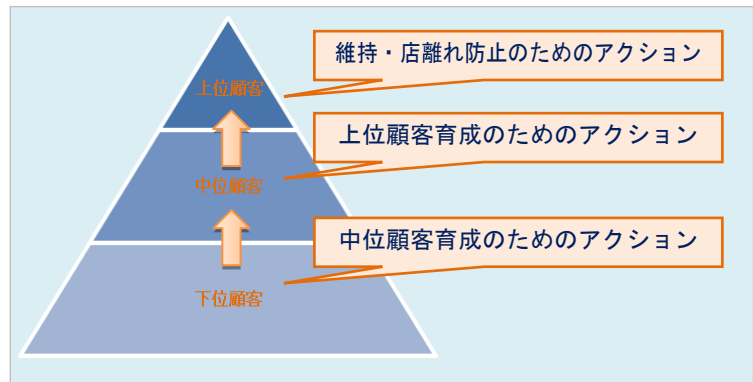 維持・店離れ防止のためのアクション
上位顧客
上位顧客育成のためのアクション
中位顧客
中位顧客育成のためのアクション
下位顧客